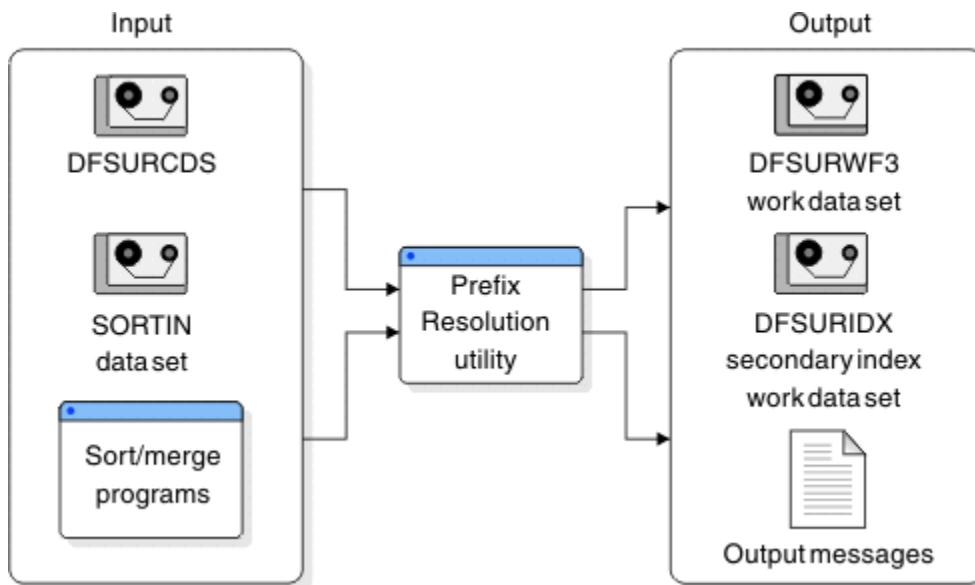 Input
DFSURCDS
SORTIN
data set
Sort/merge
programs
Prefix
Resolution
utility
Output
DFSURWF3
work data set
DFSURIDX
secondary index
work data set
Output messages